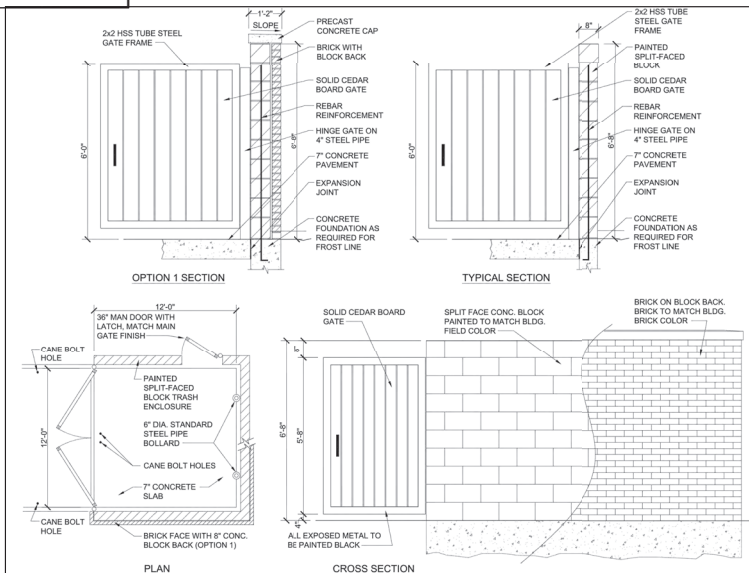 1'-2"
SLOPE
PRECAST
CONCRETE CAP
2x2 HSS TUBE STEEL
GATE FRAME
BRICK WITH
BLOCK BACK
SOLID CEDAR
BOARD GATE
REBAR
REINFORCEMENT
HINGE GATE ON
4" STEEL PIPE
7" CONCRETE
PAVEMENT
EXPANSION
JOINT
CONCRETE
FOUNDATION AS
REQUIRED FOR
FROST LINE
6'-0"
6'-8"
OPTION 1 SECTION
8"
2x2 HSS TUBE
STEEL GATE
FRAME
PAINTED
SPLIT-FACED
BLOCK
SOLID CEDAR
BOARD GATE
REBAR
REINFORCEMENT
HINGE GATE ON
4" STEEL PIPE
7" CONCRETE
PAVEMENT
EXPANSION
JOINT
CONCRETE
FOUNDATION AS
REQUIRED FOR
FROST LINE
6'-0"
6'-8"
TYPICAL SECTION
12'-0"
36" MAN DOOR WITH
LATCH, MATCH MAIN
GATE FINISH
CANE BOLT
HOLE
PAINTED
SPLIT-FACED
BLOCK TRASH
ENCLOSURE
6" DIA. STANDARD
STEEL PIPE
BOLLARD
12'-0"
CANE BOLT HOLES
7" CONCRETE
SLAB
CANE BOLT
HOLE
BRICK FACE WITH 8" CONC.
BLOCK BACK (OPTION 1)
PLAN
SOLID CEDAR BOARD
GATE
SPLIT FACE CONC. BLOCK
PAINTED TO MATCH BLDG.
FIELD COLOR
BRICK ON BLOCK BACK.
BRICK TO MATCH BLDG.
BRICK COLOR
6'-8"
5'-8"
4"
ALL EXPOSED METAL TO
BE PAINTED BLACK
CROSS SECTION